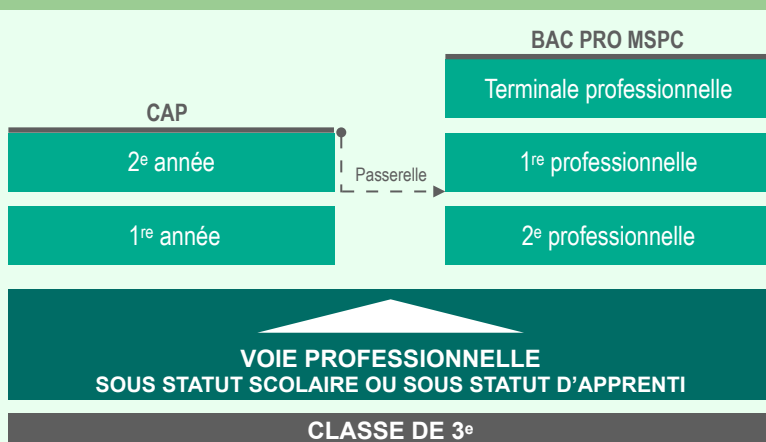 BAC PRO MSPC
Terminale professionnelle
CAP
2e année
Passerelle
1re professionnelle
1re année
2e professionnelle
VOIE PROFESSIONNELLE
SOUS STATUT SCOLAIRE OU SOUS STATUT D’APPRENTI
CLASSE DE 3e